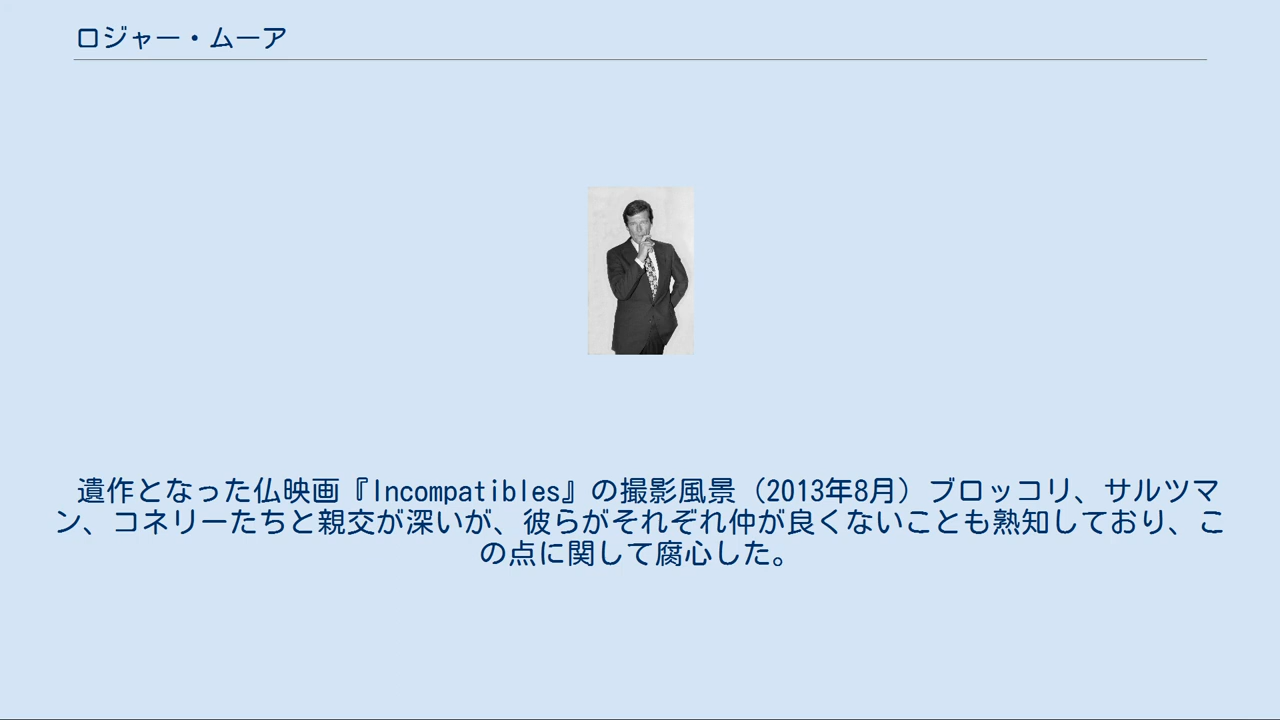 ロジャー・ムーア
遺作となった仏映画『Incompatibles』の撮影風景（2013年8月）ブロッコリ、サルツマ
ン、コネリーたちと親交が深いが、彼らがそれぞれ仲が良くないことも熟知しており、こ
の点に関して腐心した。